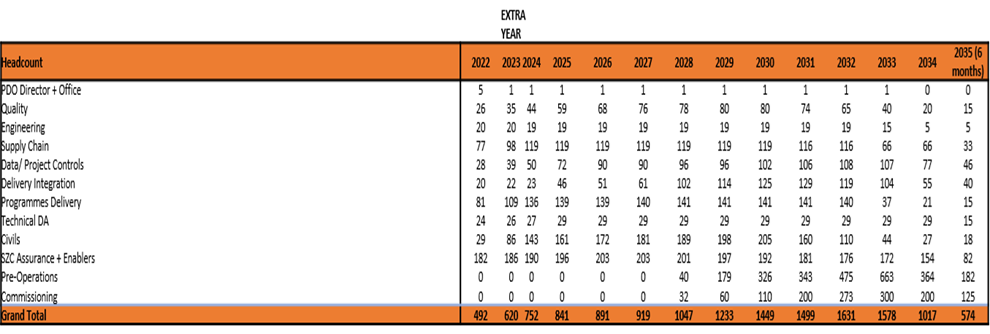 EXTRA
YEAR
Headcount 2022 2023 2024 2025 2026 2027 2028 2029 2030 2031 2032 2033 2034 2035 (6 months)
PDO Director + Office 5 1 1 1 1 1 1 1 1 1 1 1 0 0
Quality 26 35 44 59 68 76 78 80 80 74 65 40 20 15
Engineering 20 20 19 19 19 19 19 19 19 19 19 15 5 5
Supply Chain 77 98 119 119 119 119 119 119 119 116 116 66 66 33
Data/ Project Controls 28 39 50 72 90 90 96 96 102 106 108 107 77 46
Delivery Integration 20 22 23 46 51 61 102 114 125 129 119 104 55 40
Programmes Delivery 81 109 136 139 139 140 141 141 141 141 140 37 21 15
Technical DA 24 26 27 29 29 29 29 29 29 29 29 29 29 15
Civils 29 86 143 161 172 181 189 198 205 160 110 44 27 18
SZC Assurance + Enablers 182 186 190 196 203 203 201 197 192 181 176 172 154 82
Pre-Operations 0 0 0 0 0 0 40 179 326 343 475 663 364 182
Commissioning 0 0 0 0 0 0 32 60 110 200 273 300 200 125
Grand Total 492 620 752 841 891 919 1047 1233 1449 1499 1631 1578 1017 574